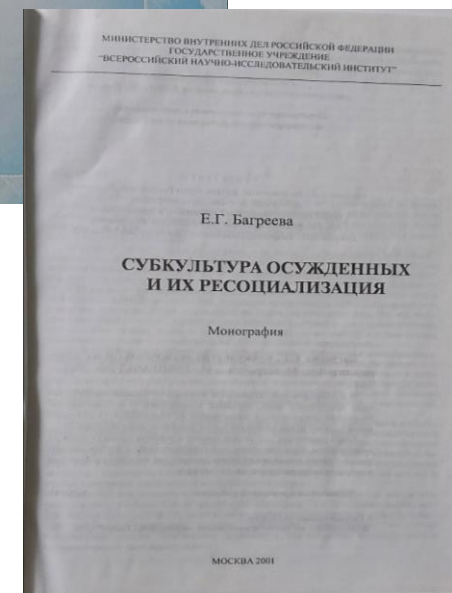 МИНИСТЕРСТВО ВНУТРЕННИХ ДЕЛ РОССИЙСКОЙ ФЕДЕРАЦИИ
ГОСУДАРСТВЕННОЕ УЧРЕЖДЕНИЕ
"ВСЕРОССИЙСКИЙ НАУЧНО-ИССЛЕДОВАТЕЛЬСКИЙ ИНСТИТУТ"
Е.Г. Багреева
СУБКУЛЬТУРА ОСУЖДЕННЫХ
И ИХ РЕСОЦИАЛИЗАЦИЯ
Монография
МОСКВА 2001